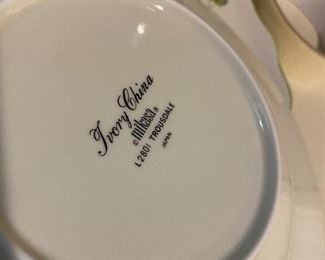 Ivory China
© mikasa®
L2801 TROUSDALE
JAPAN